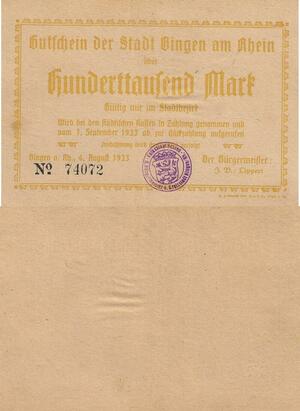 Gutschein der Stadt Bingen am Rhein
über
Hunderttausend Mark
Gültig nur im Stadtbezirk
Wird bei den städtischen Kassen in Zahlung genommen und
vom 1. September 1923 ab zur Rückzahlung aufgerufen
Bingen a. Rh., 4. August 1923
Der Bürgermeister:
I. V.: Lippert
No 74072